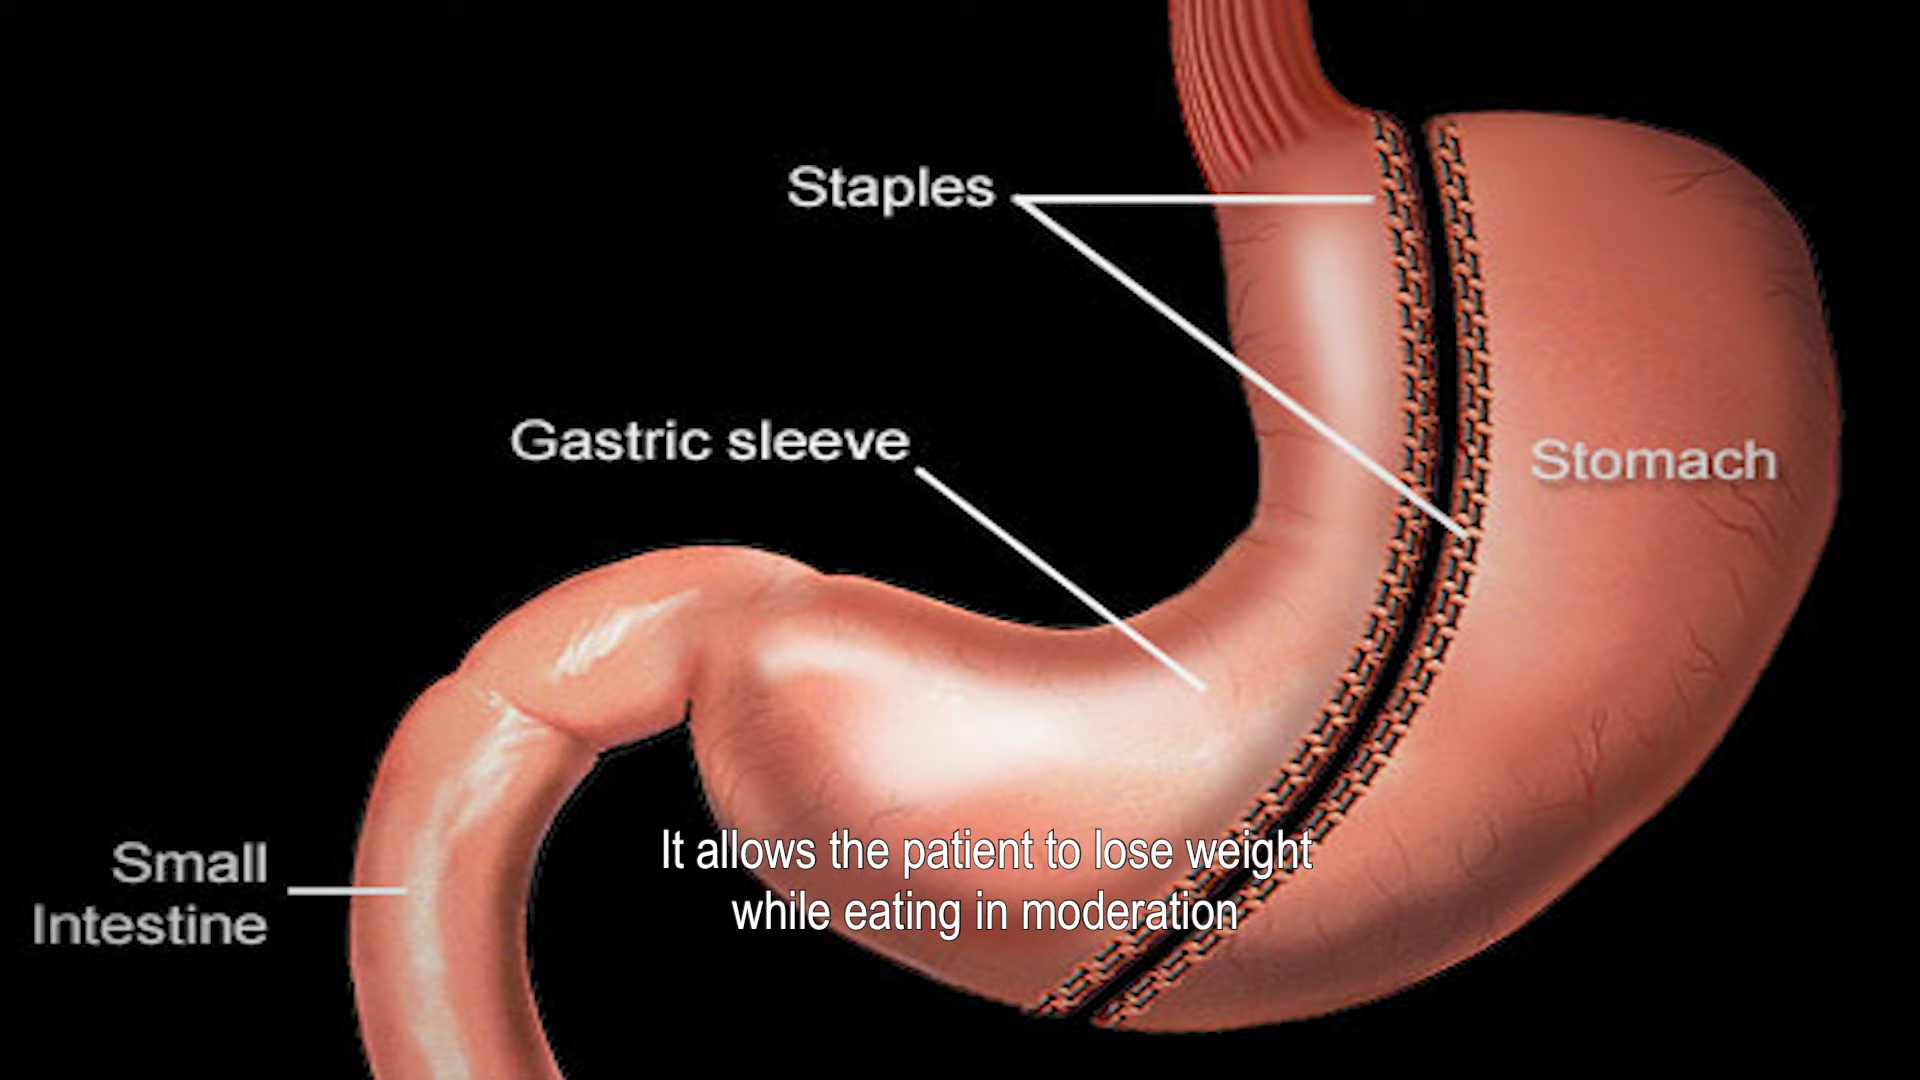 Staples
Gastric sleeve
Stomach
Small
Intestine
It allows the patient to lose weight
while eating in moderation